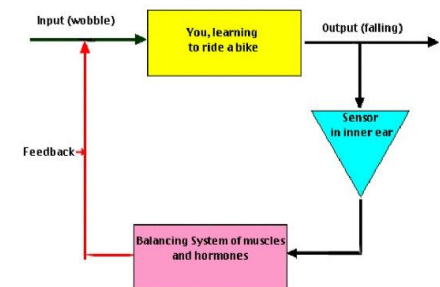 Input (wobble)
You, learning
to ride a bike
Output (falling)
Sensor
in inner ear
Feedback
Balancing System of muscles
and hormones